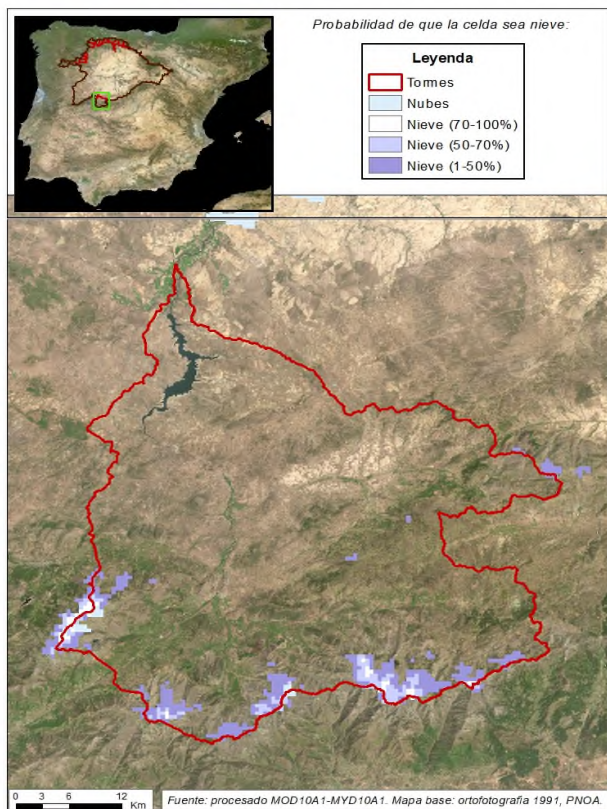 Probabilidad de que la celda sea nieve:
Leyenda
Tormes
Nubes
Nieve (70-100%)
Nieve (50-70%)
Nieve (1-50%)
0 3 6 12
Km
Fuente: procesado MOD10A1-MYD10A1. Mapa base: ortofotografia 1991, PNOA